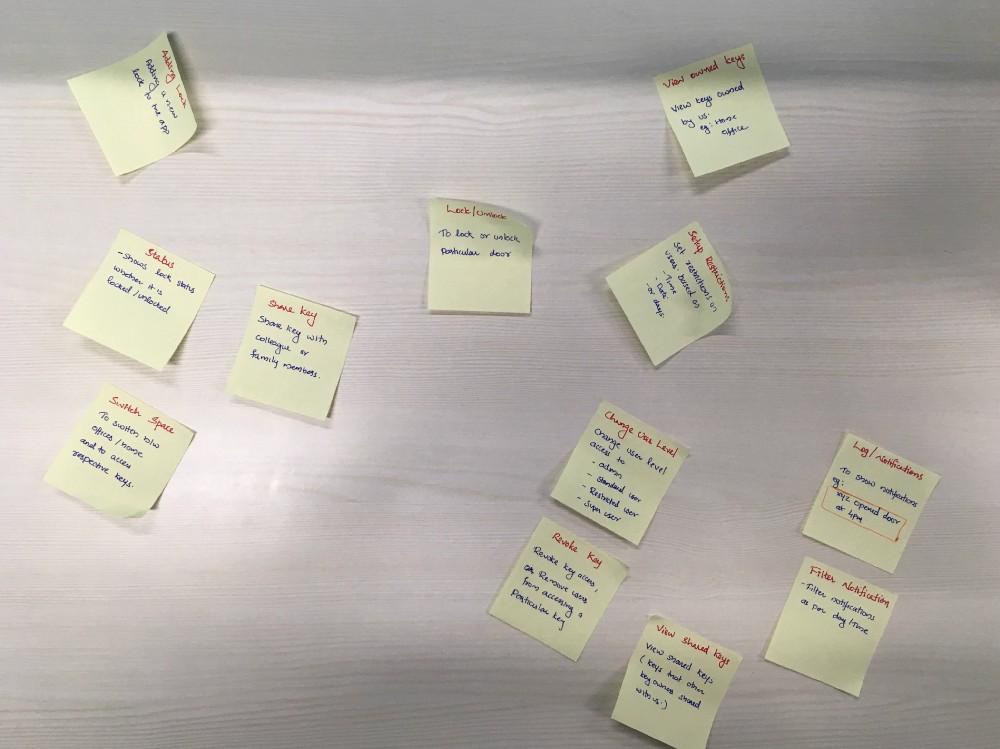 Adding Lock
Adding a new
lock to the app
View owned keys
View keys owned
by us.
eg: Home
office
Lock/unlock
To lock or unlock
Particular door
Setup Restrictions
Set restrictions on
users based on
- Time
- Date
- or days.
Status
- Shows lock status
whether it is
locked/unlocked
Share Key
Share key with
colleague or
family members.
Switch Space
To switch b/w
offices/home
and to access
respective keys.
Change User Level
Change user level
access to
- admin
- Standard user
- Restricted user
- Super user
Log/Notifications
To show notifications
eg:
xyz opened door
at 4PM
Revoke Key
Revoke key access,
or Remove users
from accessing a
Particular key
Filter Notification
- Filter notifications
as per day/Time
View shared keys
View shared keys
(keys that other
key owner shared
with us.)